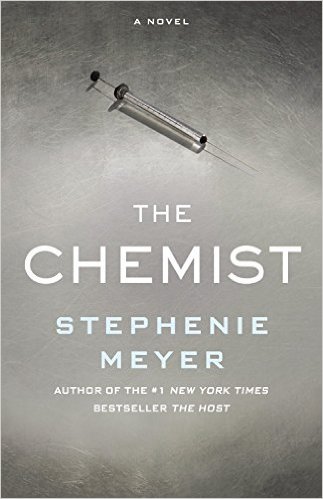 A NOVEL
THE
CHEMIST
STEPHENIE
MEYER
AUTHOR OF THE #1 NEW YORK TIMES
BESTSELLER THE HOST